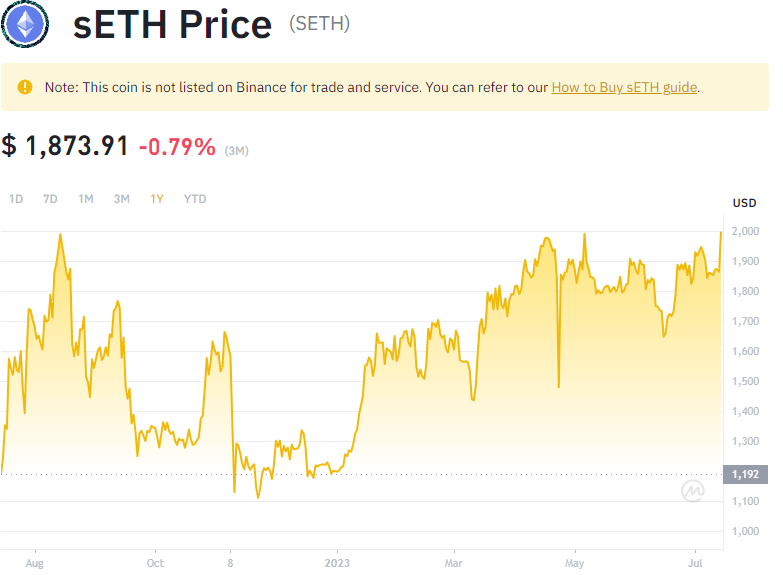 sETH Price (SETH)
Note: This coin is not listed on Binance for trade and service. You can refer to our How to Buy sETH guide.
$ 1,873.91 -0.79% (3M)
1D 7D 1M 3M 1Y YTD
USD
2,000
1,900
1,800
1,700
1,600
1,500
1,400
1,300
1,192
1,100
1,000
Aug Oct 8 2023 Mar May Jul